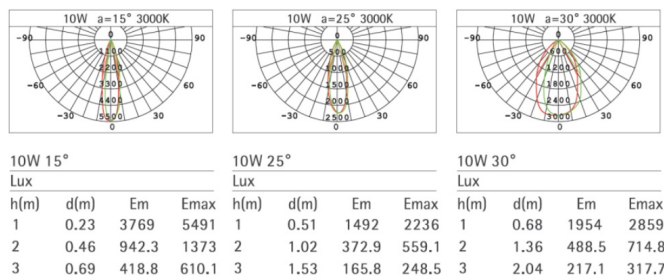 10W a=15° 3000K
-90 0 90
1100
2200
-60 3300 60
4400
-30 5500 30
0
10W a=25° 3000K
-90 0 90
500
1000
-60 1500 60
2000
-30 2500 30
0
10W a=30° 3000K
-90 0 90
600
1200
-60 1800 60
2400
-30 3000 30
0
10W 15°
Lux
h(m) d(m) Em Emax
1 0.23 3769 5491
2 0.46 942.3 1373
3 0.69 418.8 610.1
10W 25°
Lux
h(m) d(m) Em Emax
1 0.51 1492 2236
2 1.02 372.9 559.1
3 1.53 165.8 248.5
10W 30°
Lux
h(m) d(m) Em Emax
1 0.68 1954 2859
2 1.36 488.5 714.8
3 2.04 217.1 317.7